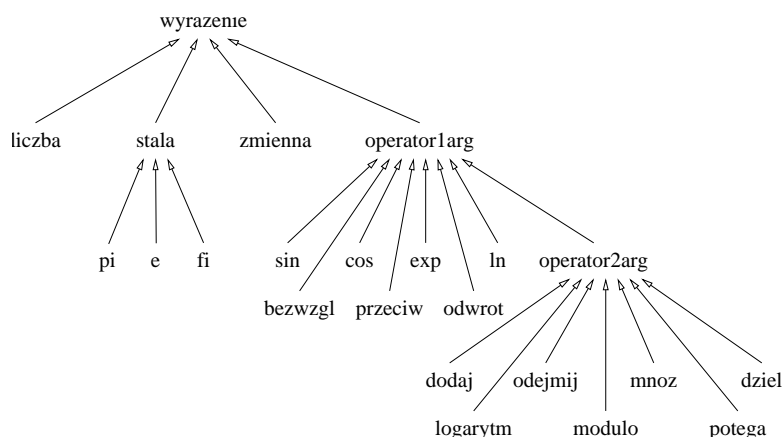 wyrazenie
liczba stala zmienna operator1arg
pi e fi sin cos exp ln operator2arg
bezwzgl przeciw odwrot
dodaj odejmij mnoz dziel
logarytm modulo potega